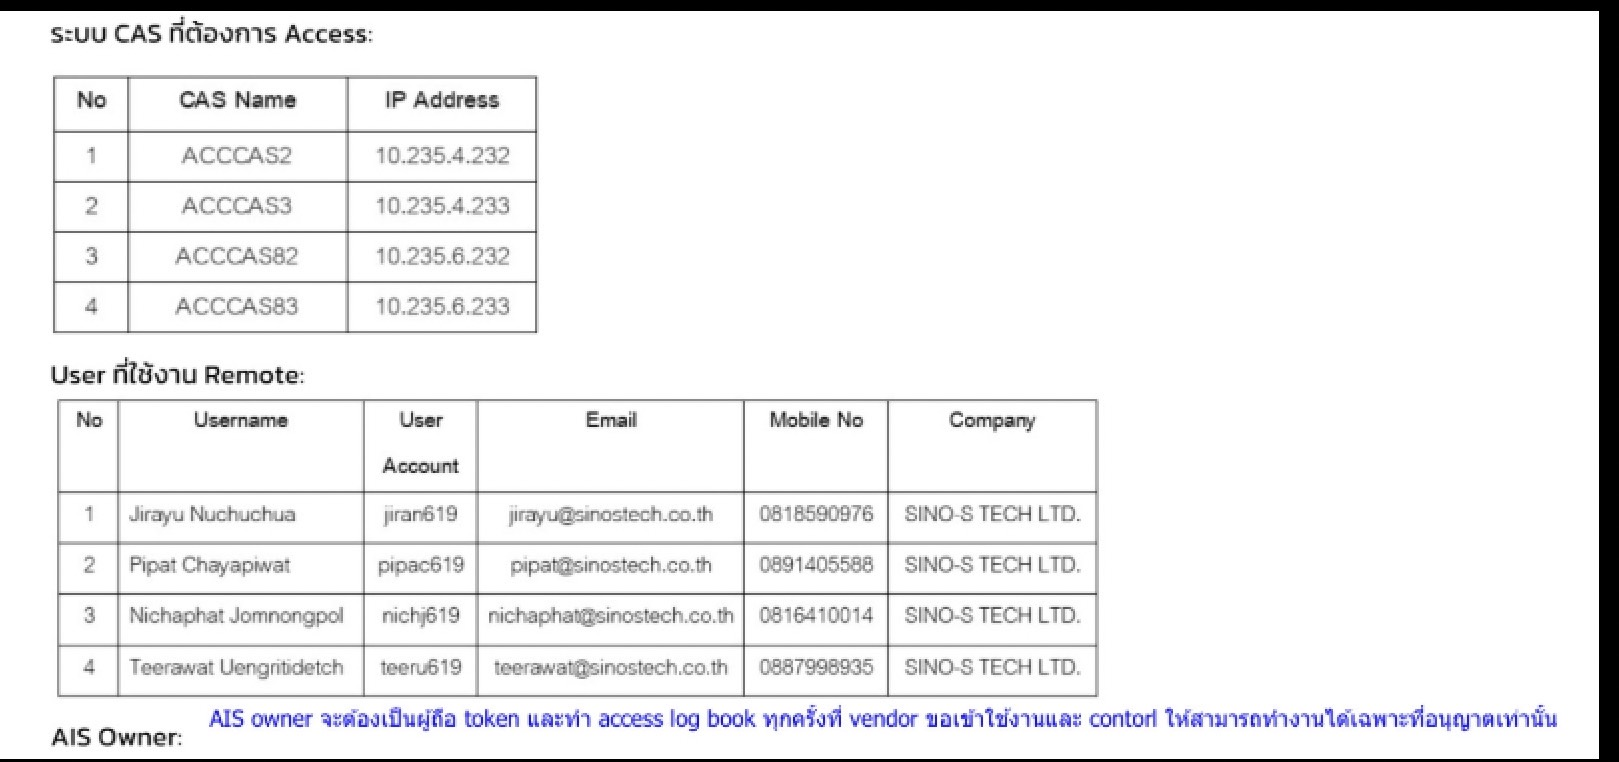 ระบบ CAS ที่ต้องการ Access:
No CAS Name IP Address
1 ACCCAS2 10.235.4.232
2 ACCCAS3 10.235.4.233
3 ACCCAS82 10.235.6.232
4 ACCCAS83 10.235.6.233
User ที่ใช้งาน Remote:
No Username User Account Email Mobile No Company
1 Jirayu Nuchuchua jiran619 jirayu@sinostech.co.th 0818590976 SINO-S TECH LTD.
2 Pipat Chayapiwat pipac619 pipat@sinostech.co.th 0891405588 SINO-S TECH LTD.
3 Nichaphat Jomnongpol nichj619 nichaphat@sinostech.co.th 0816410014 SINO-S TECH LTD.
4 Teerawat Uengritidetch teeru619 teerawat@sinostech.co.th 0887998935 SINO-S TECH LTD.
AIS owner จะต้องเป็นผู้ถือ token และทำ access log book ทุกครั้งที่ vendor ขอเข้าใช้งานและ contorl ให้สามารถทำงานได้เฉพาะที่อนุญาตเท่านั้น
AIS Owner: